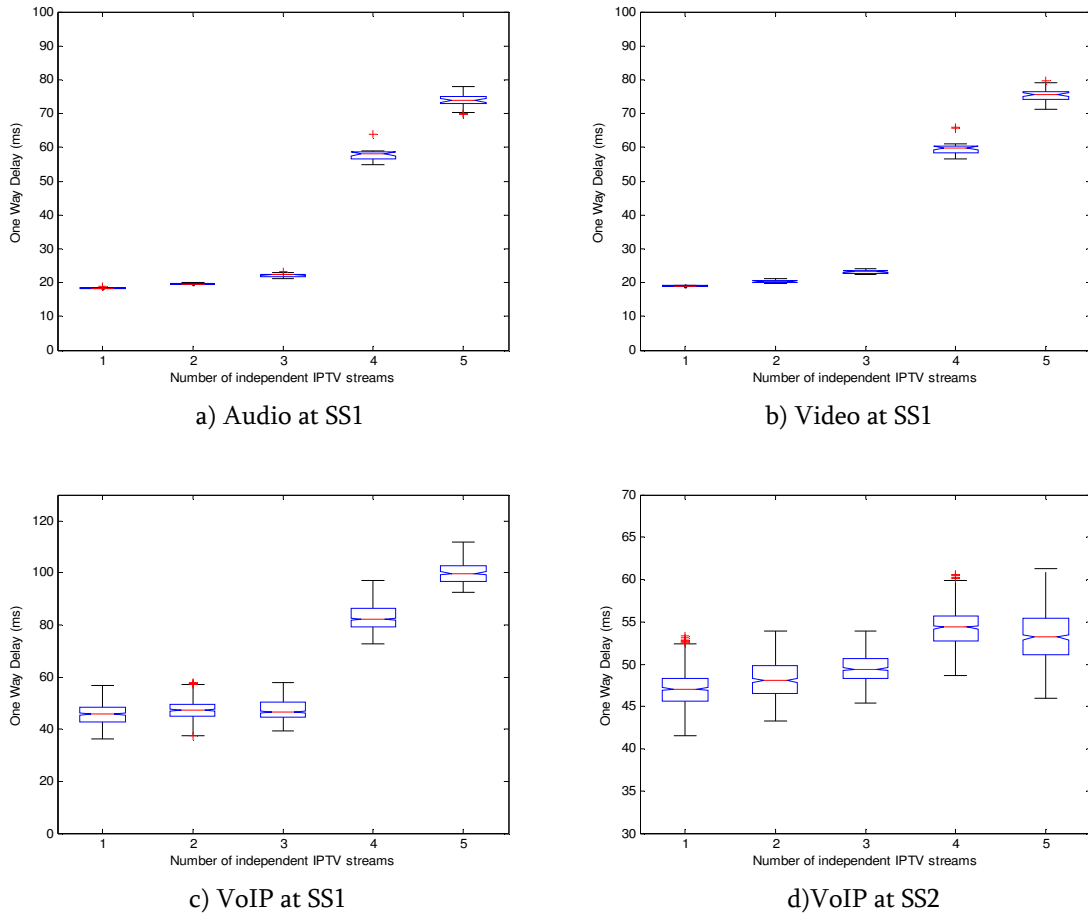 100
90
80
70
60
50
40
30
20
10
0
One Way Delay (ms)
1 2 3 4 5
Number of independent IPTV streams
a) Audio at SS1
100
90
80
70
60
50
40
30
20
10
0
One Way Delay (ms)
1 2 3 4 5
Number of independent IPTV streams
b) Video at SS1
120
100
80
60
40
20
0
One Way Delay (ms)
1 2 3 4 5
Number of independent IPTV streams
c) VoIP at SS1
70
65
60
55
50
45
40
35
30
One Way Delay (ms)
1 2 3 4 5
Number of independent IPTV streams
d)VoIP at SS2